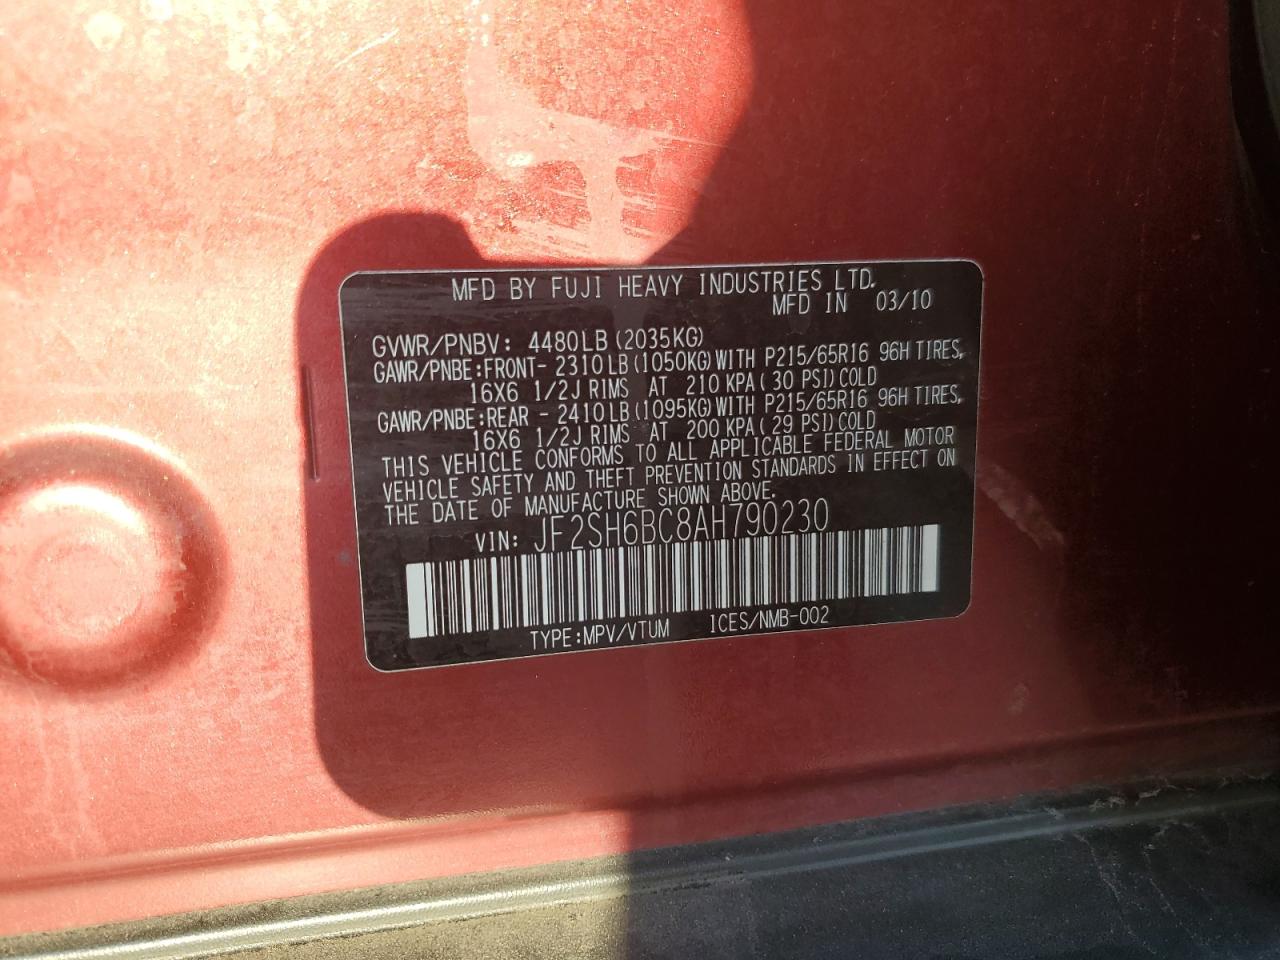 MFD BY FUJI HEAVY INDUSTRIES LTD.
MFD IN 03/10
GVWR/PNBV: 4480LB (2035KG)
GAWR/PNBE:FRONT- 2310LB (1050KG) WITH P215/65R16 96H TIRES,
16X6 1/2J RIMS AT 210 KPA ( 30 PSI) COLD
GAWR/PNBE:REAR - 2410LB (1095KG) WITH P215/65R16 96H TIRES,
16X6 1/2J RIMS AT 200 KPA ( 29 PSI) COLD
THIS VEHICLE CONFORMS TO ALL APPLICABLE FEDERAL MOTOR
VEHICLE SAFETY AND THEFT PREVENTION STANDARDS IN EFFECT ON
THE DATE OF MANUFACTURE SHOWN ABOVE.
VIN: JF2SH6BC8AH790230
TYPE:MPV/VTUM ICES/NMB-002